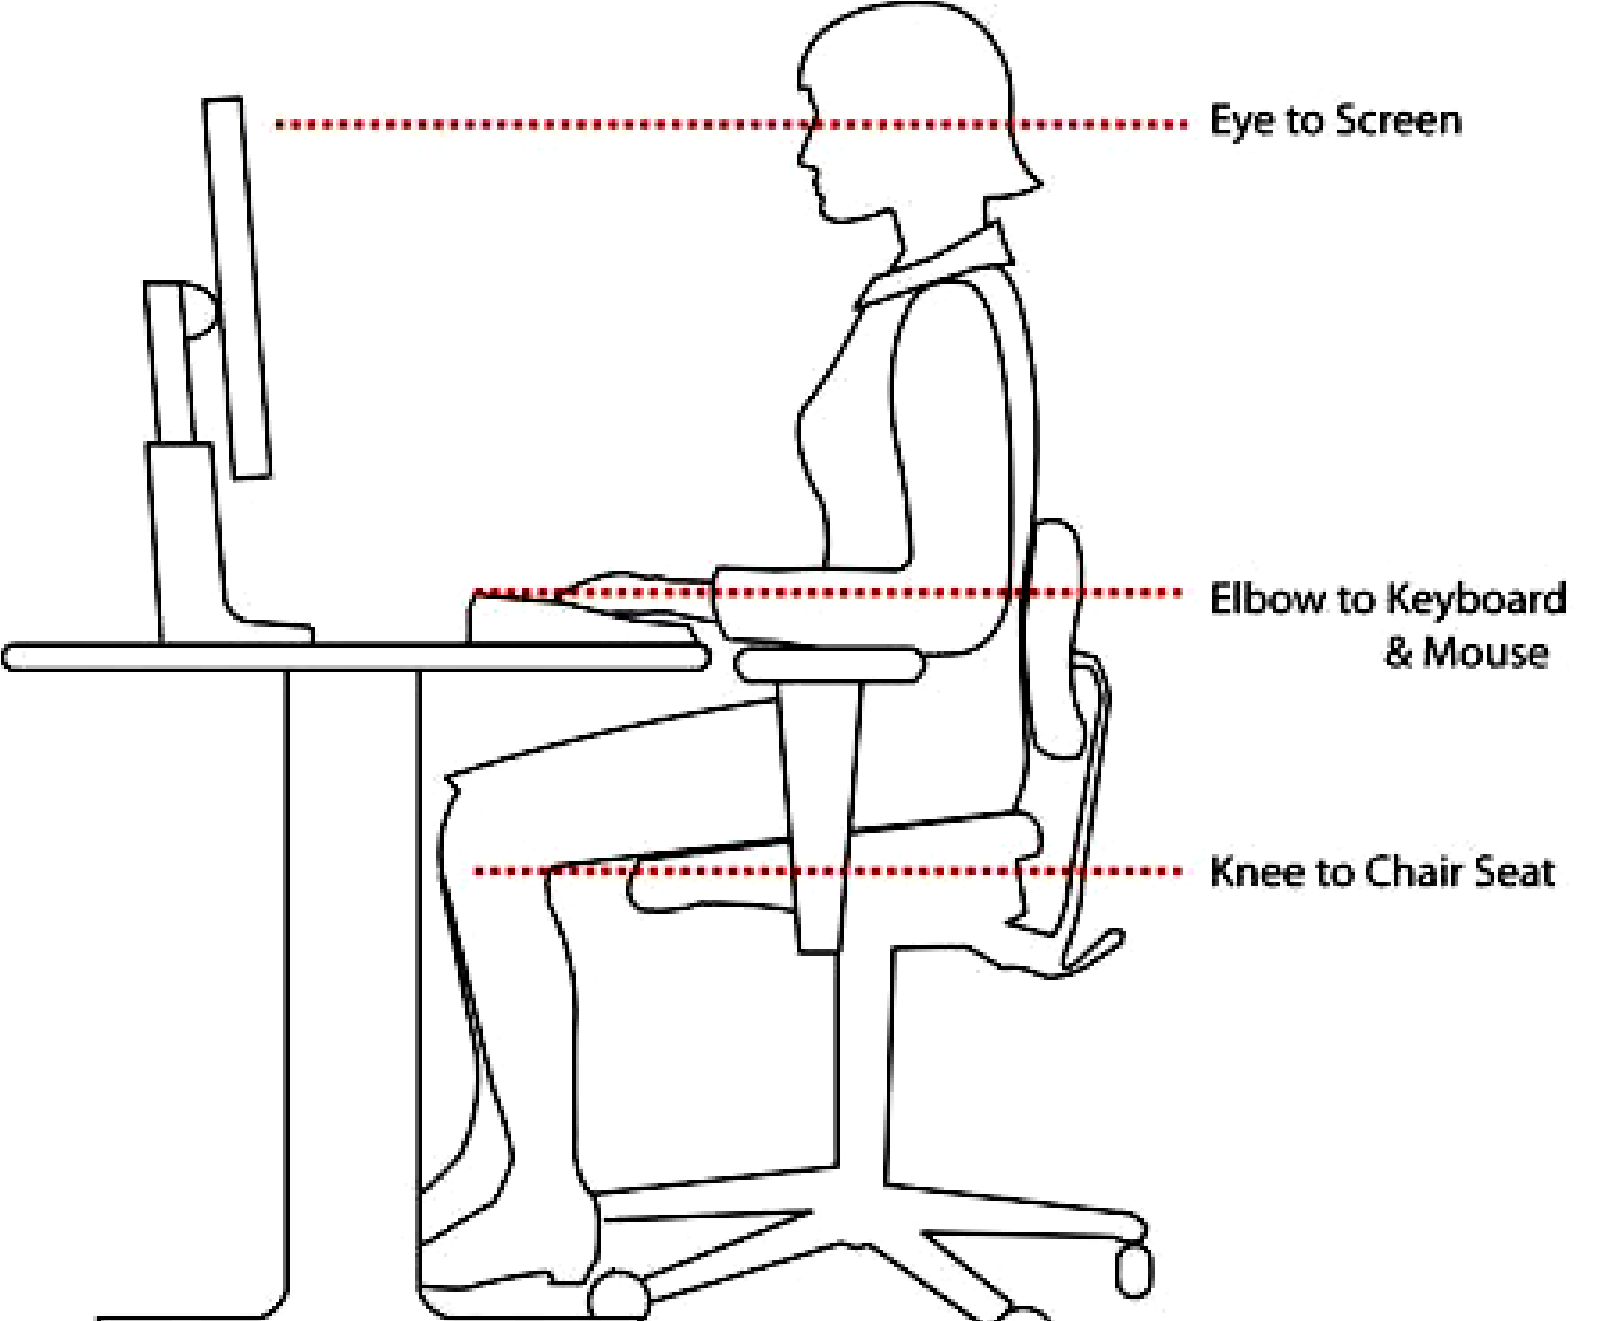 Eye to Screen
Elbow to Keyboard
& Mouse
Knee to Chair Seat